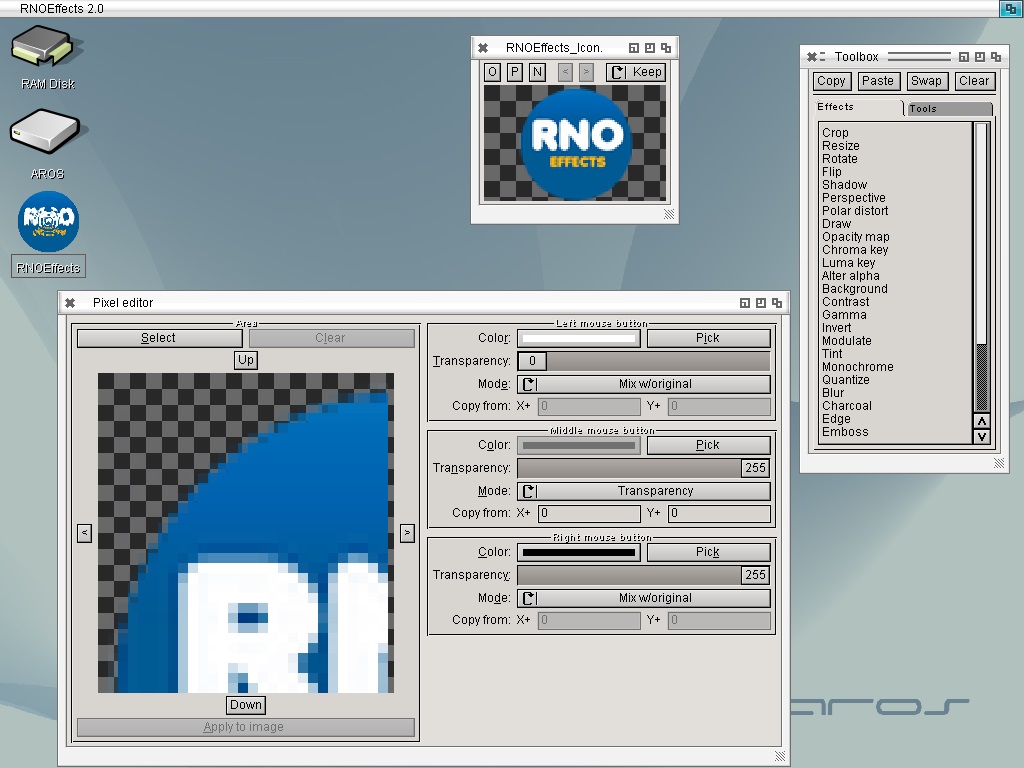 RNOEffects 2.0
RAM Disk
AROS
RNO
RNOEffects
RNOEffects_Icon.
O P N < > Keep
RNO
EFFECTS
Toolbox
Copy Paste Swap Clear
Effects Tools
Crop
Resize
Rotate
Flip
Shadow
Perspective
Polar distort
Draw
Opacity map
Chroma key
Luma key
Alter alpha
Background
Contrast
Gamma
Invert
Modulate
Tint
Monochrome
Quantize
Blur
Charcoal
Edge
Emboss
Pixel editor
Area
Select Clear
Up
<
>
Down
Apply to image
Left mouse button
Color: Pick
Transparency: 0
Mode: Mix w/original
Copy from: X+ 0 Y+ 0
Middle mouse button
Color: Pick
Transparency: 255
Mode: Transparency
Copy from: X+ 0 Y+ 0
Right mouse button
Color: Pick
Transparency: 255
Mode: Mix w/original
Copy from: X+ 0 Y+ 0
aros